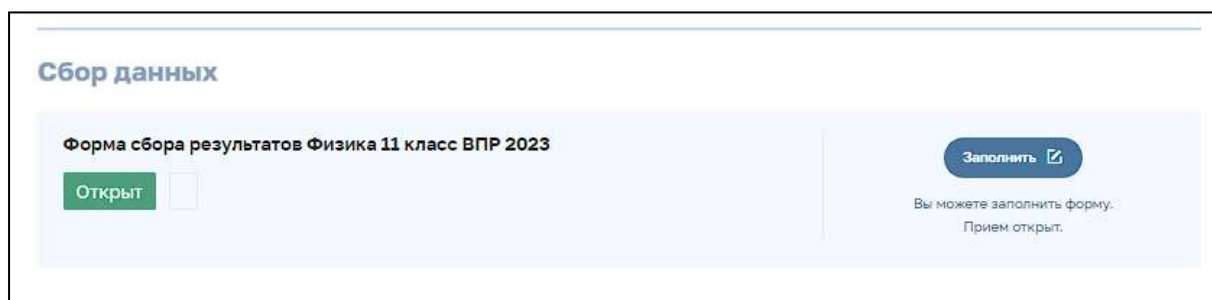 Сбор данных
Форма сбора результатов Физика 11 класс ВПР 2023
Открыт
Заполнить
Вы можете заполнить форму.
Прием открыт.